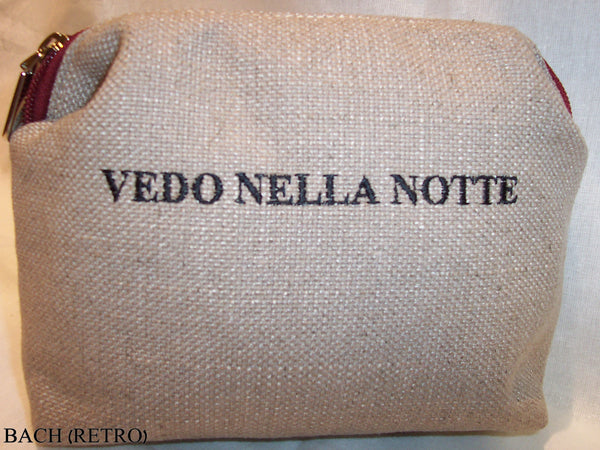 VEDO NELLA NOTTE
BACH (RETRO)